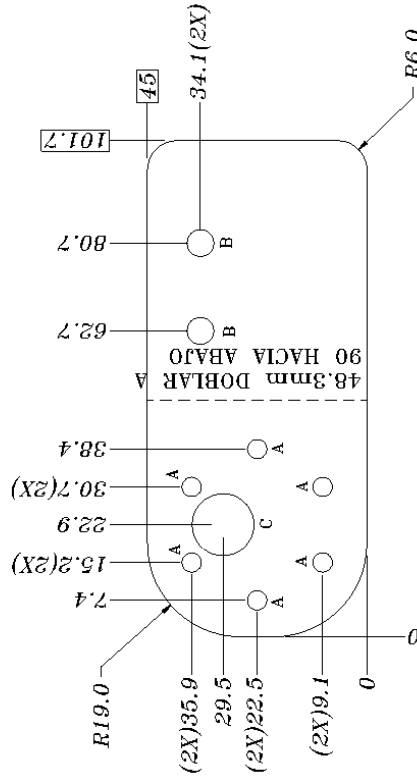 45
101.7
34.1(2X)
80.7
B
62.7
B
R6.0
48.3mm DOBLAR A
90 HACIA ABAJO
38.4
A
30.7(2X)
A
A
22.9
C
15.2(2X)
A
A
7.4
A
0
R19.0
(2X)35.9
29.5
(2X)22.5
(2X)9.1
0